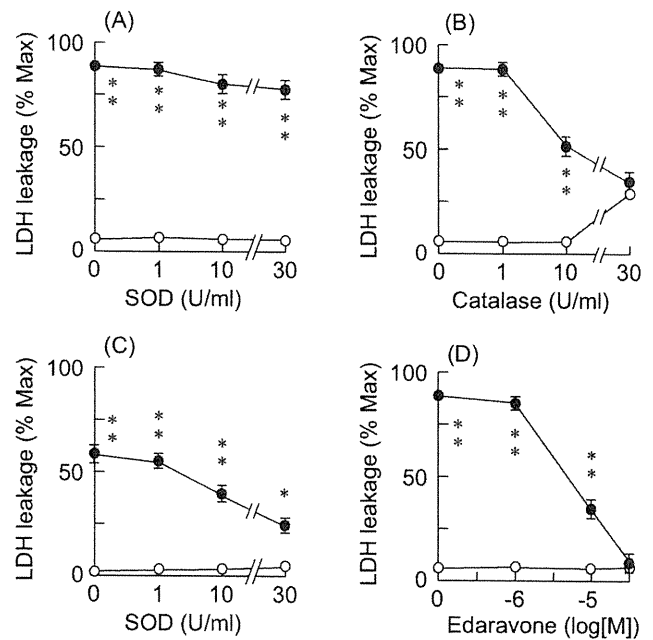 (A)
LDH leakage (% Max)
100
50
0
* * * * * * * *
0 1 10 30
SOD (U/ml)
(B)
LDH leakage (% Max)
100
50
0
* * * * * *
0 1 10 30
Catalase (U/ml)
(C)
LDH leakage (% Max)
100
50
0
* * * * * * *
0 1 10 30
SOD (U/ml)
(D)
LDH leakage (% Max)
100
50
0
* * * * * *
0 -6 -5
Edaravone (log[M])